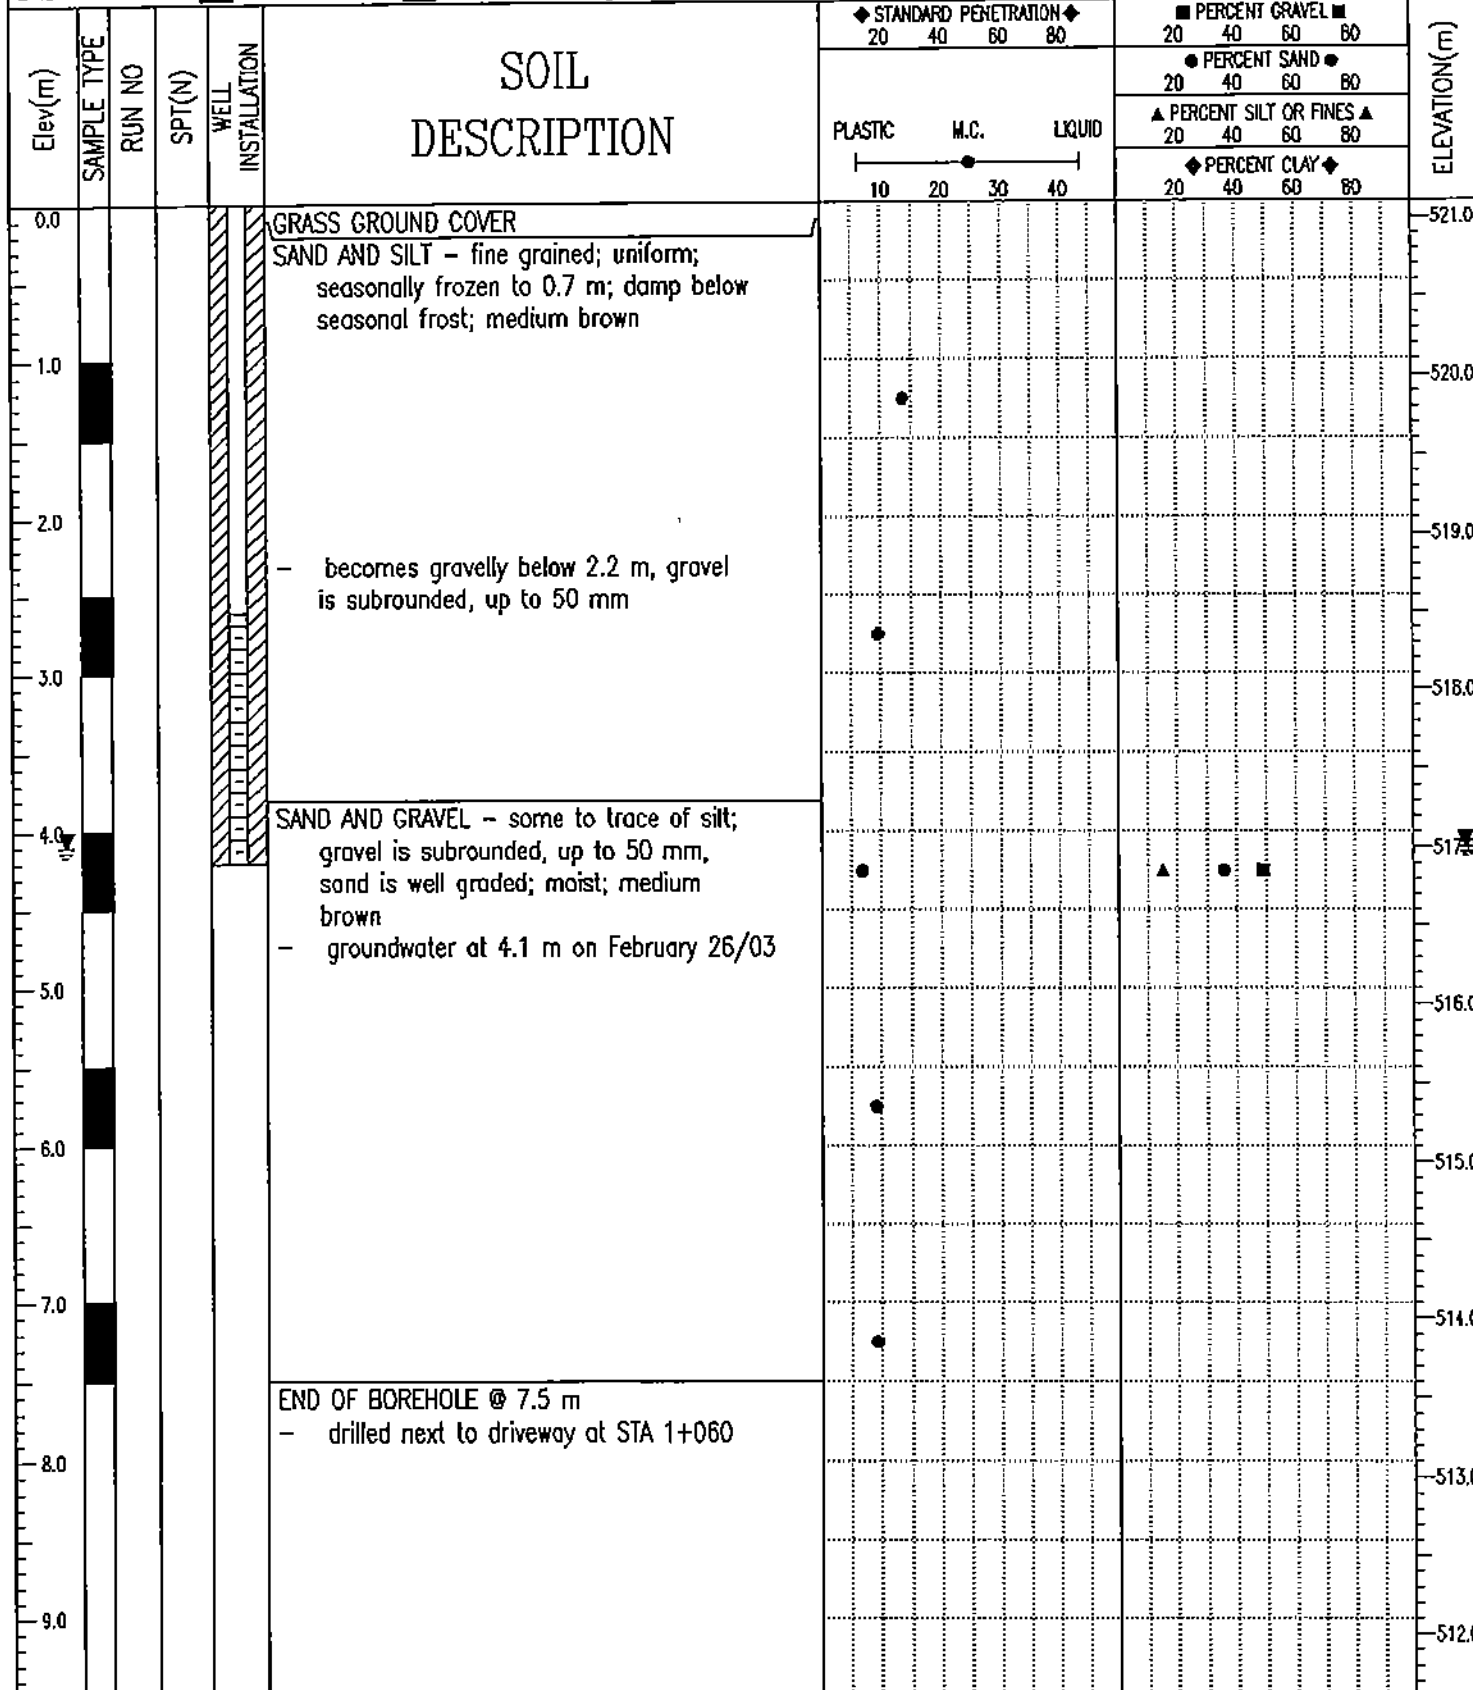 Elev(m)
SAMPLE TYPE
RUN NO
SPT(N)
WELL
INSTALLATION
SOIL
DESCRIPTION
◆ STANDARD PENETRATION ◆
20 40 60 80
PLASTIC M.C. LIQUID
10 20 30 40
■ PERCENT GRAVEL ■
20 40 60 80
● PERCENT SAND ●
20 40 60 80
▲ PERCENT SILT OR FINES ▲
20 40 60 80
◆ PERCENT CLAY ◆
20 40 60 80
ELEVATION(m)
0.0
1.0
2.0
3.0
4.0
5.0
6.0
7.0
8.0
9.0
GRASS GROUND COVER
SAND AND SILT - fine grained; uniform;
seasonally frozen to 0.7 m; damp below
seasonal frost; medium brown
- becomes gravelly below 2.2 m, gravel
is subrounded, up to 50 mm
SAND AND GRAVEL - some to trace of silt;
gravel is subrounded, up to 50 mm,
sand is well graded; moist; medium
brown
- groundwater at 4.1 m on February 26/03
END OF BOREHOLE @ 7.5 m
- drilled next to driveway at STA 1+060
521.0
520.0
519.0
518.0
517
516.0
515.0
514.0
513.0
512.0